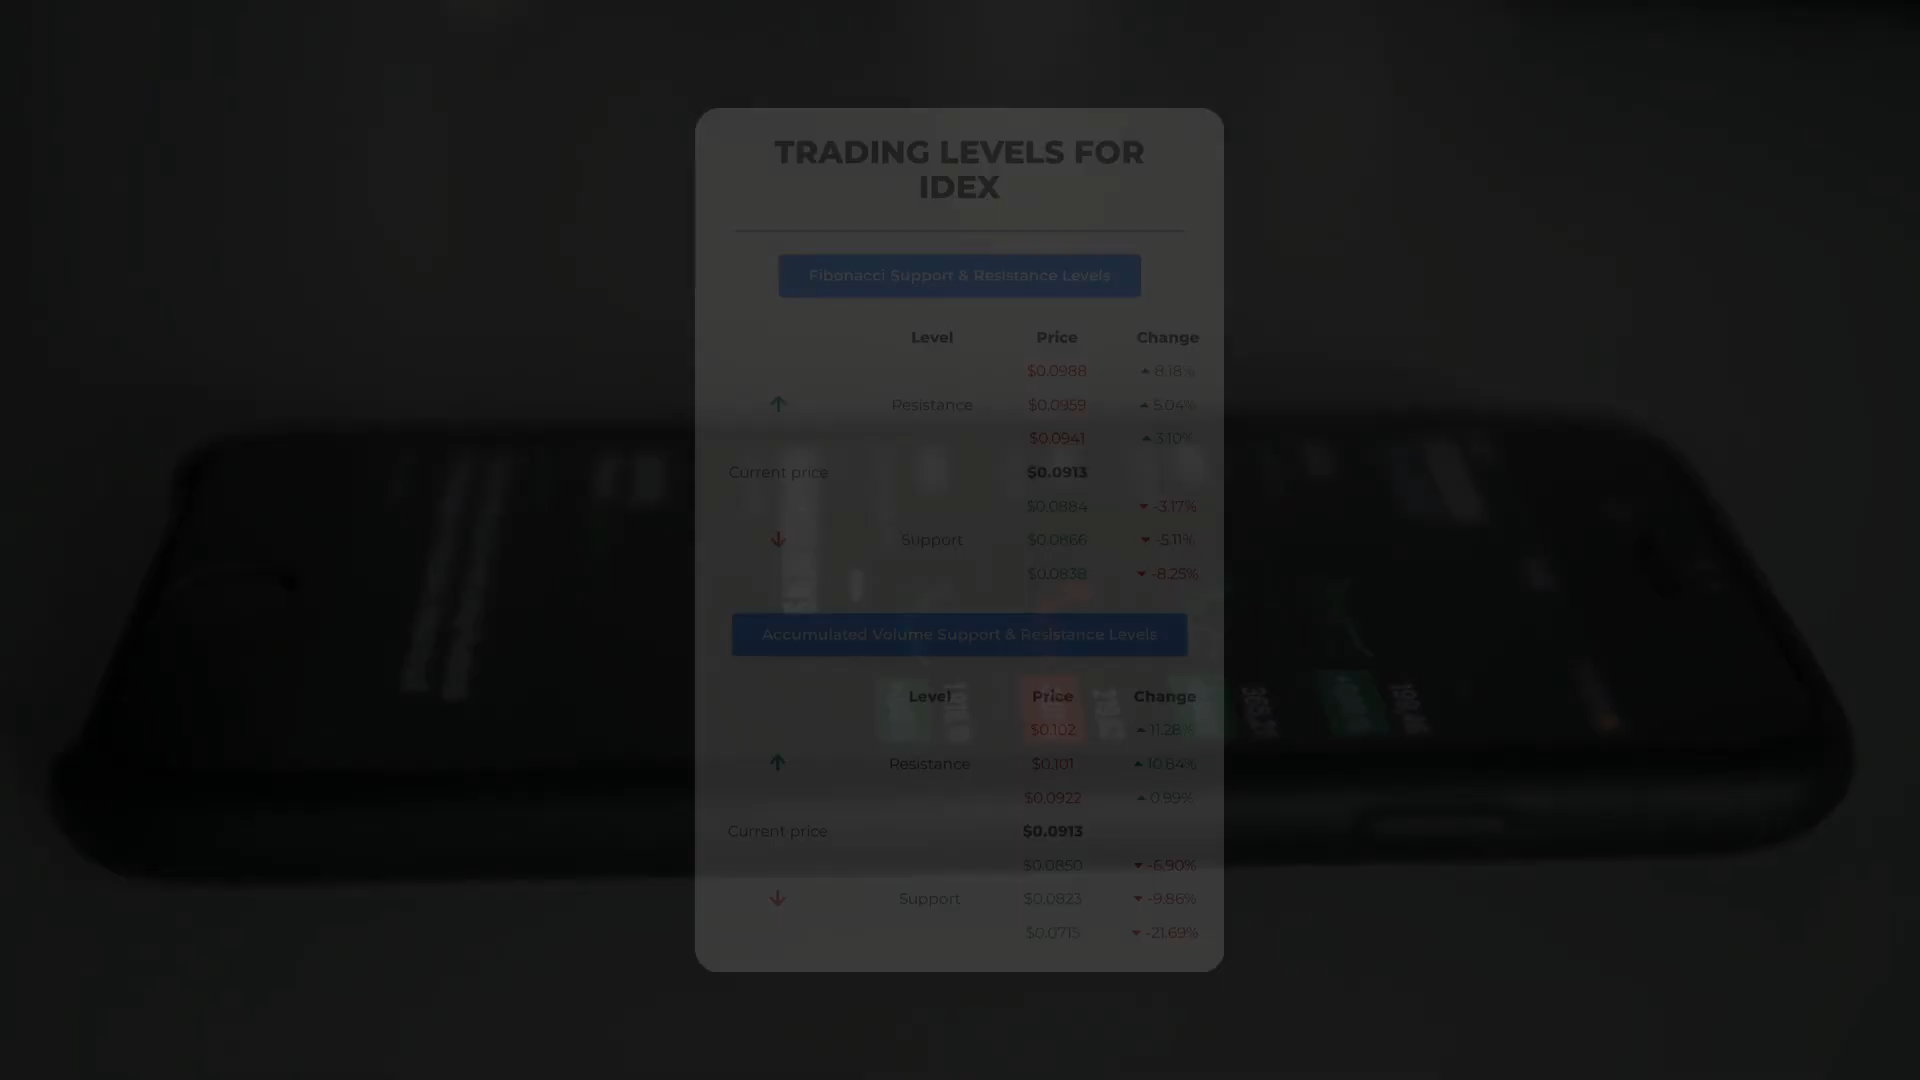 TRADING LEVELS FOR
IDEX
Fibonacci Support & Resistance Levels
Level Price Change
$0.0988 8.18%
Resistance $0.0959 5.04%
$0.0941 3.10%
Current price $0.0913
$0.0884 -3.17%
Support $0.0866 -5.11%
$0.0838 -8.25%
Accumulated Volume Support & Resistance Levels
Level Price Change
$0.102 11.28%
Resistance $0.101 10.84%
$0.0922 0.99%
Current price $0.0913
$0.0850 -6.90%
Support $0.0823 -9.86%
$0.0715 -21.69%